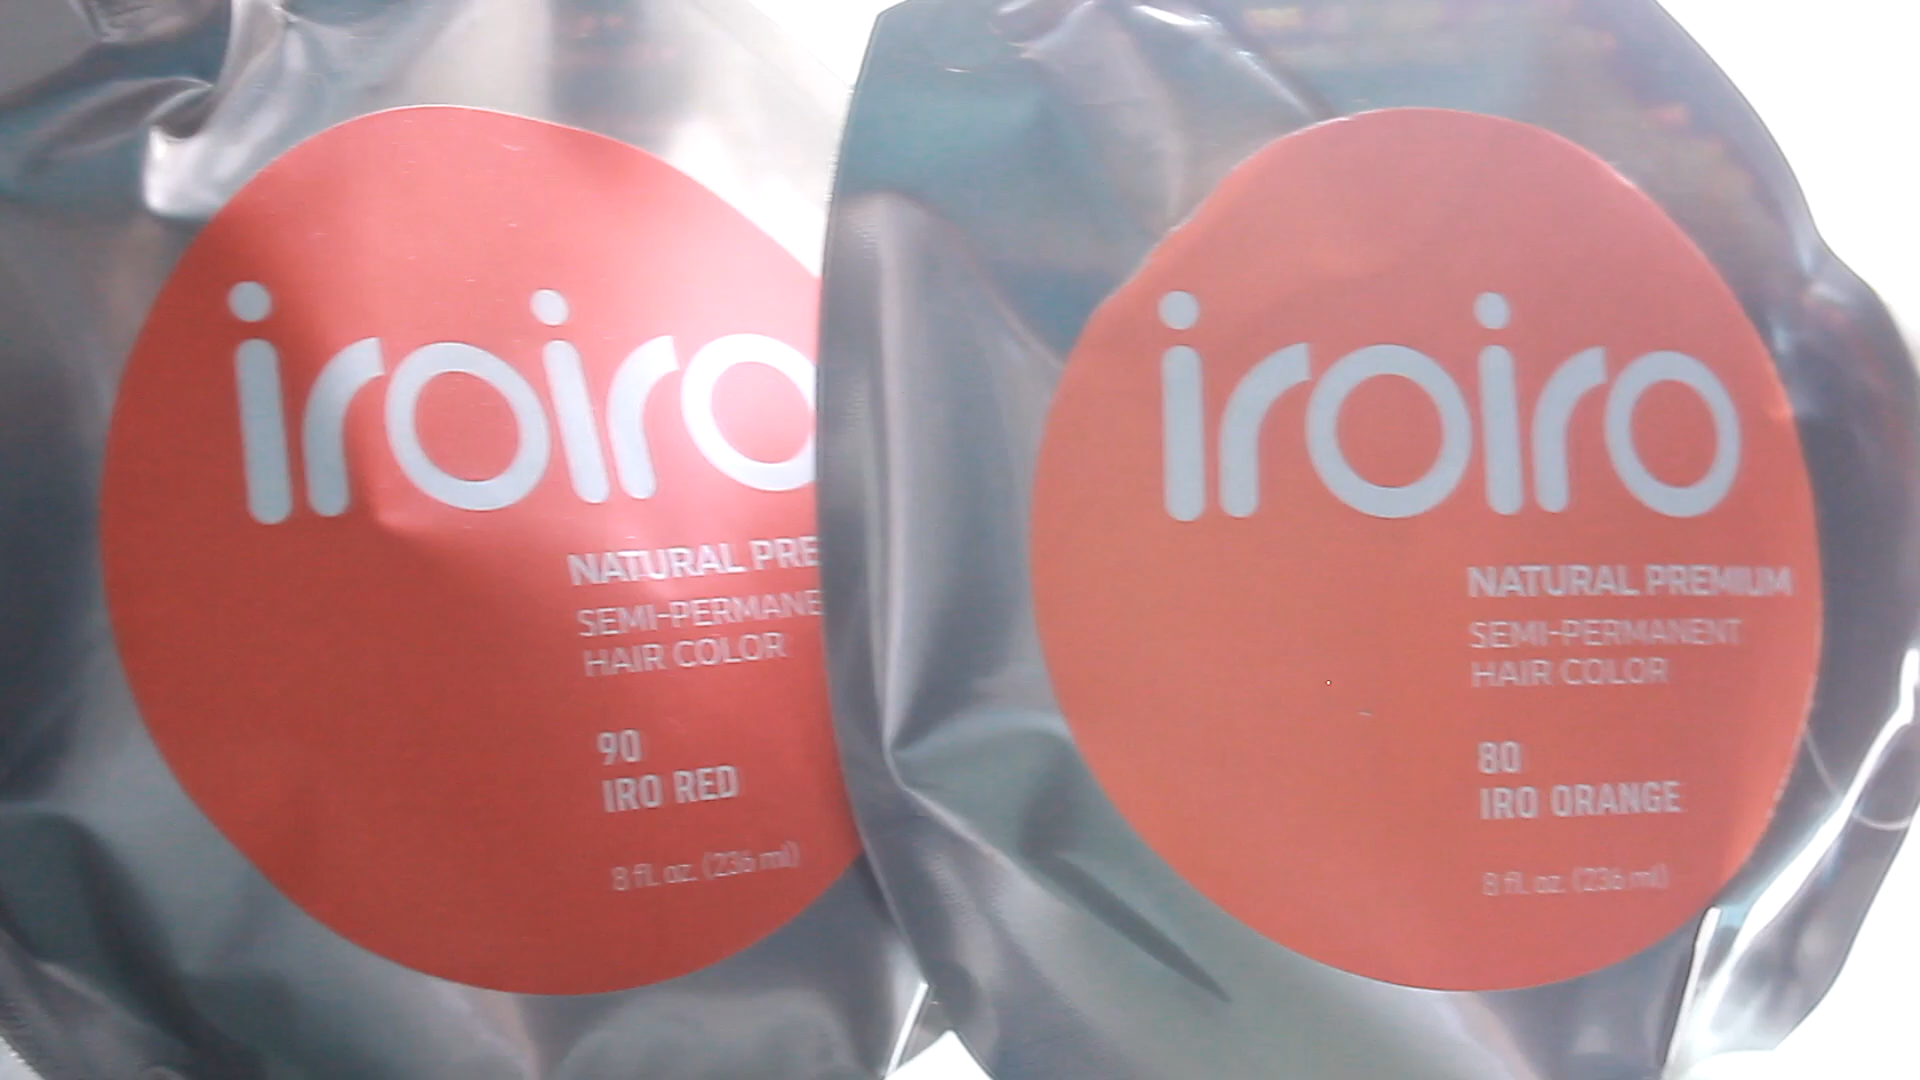 iroiro
NATURAL PRE
SEMI-PERMANE
HAIR COLOR
90
IRO RED
8 fl. oz. (236 ml)
iroiro
NATURAL PREMIUM
SEMI-PERMANENT
HAIR COLOR
80
IRO ORANGE
8 fl. oz. (236 ml)